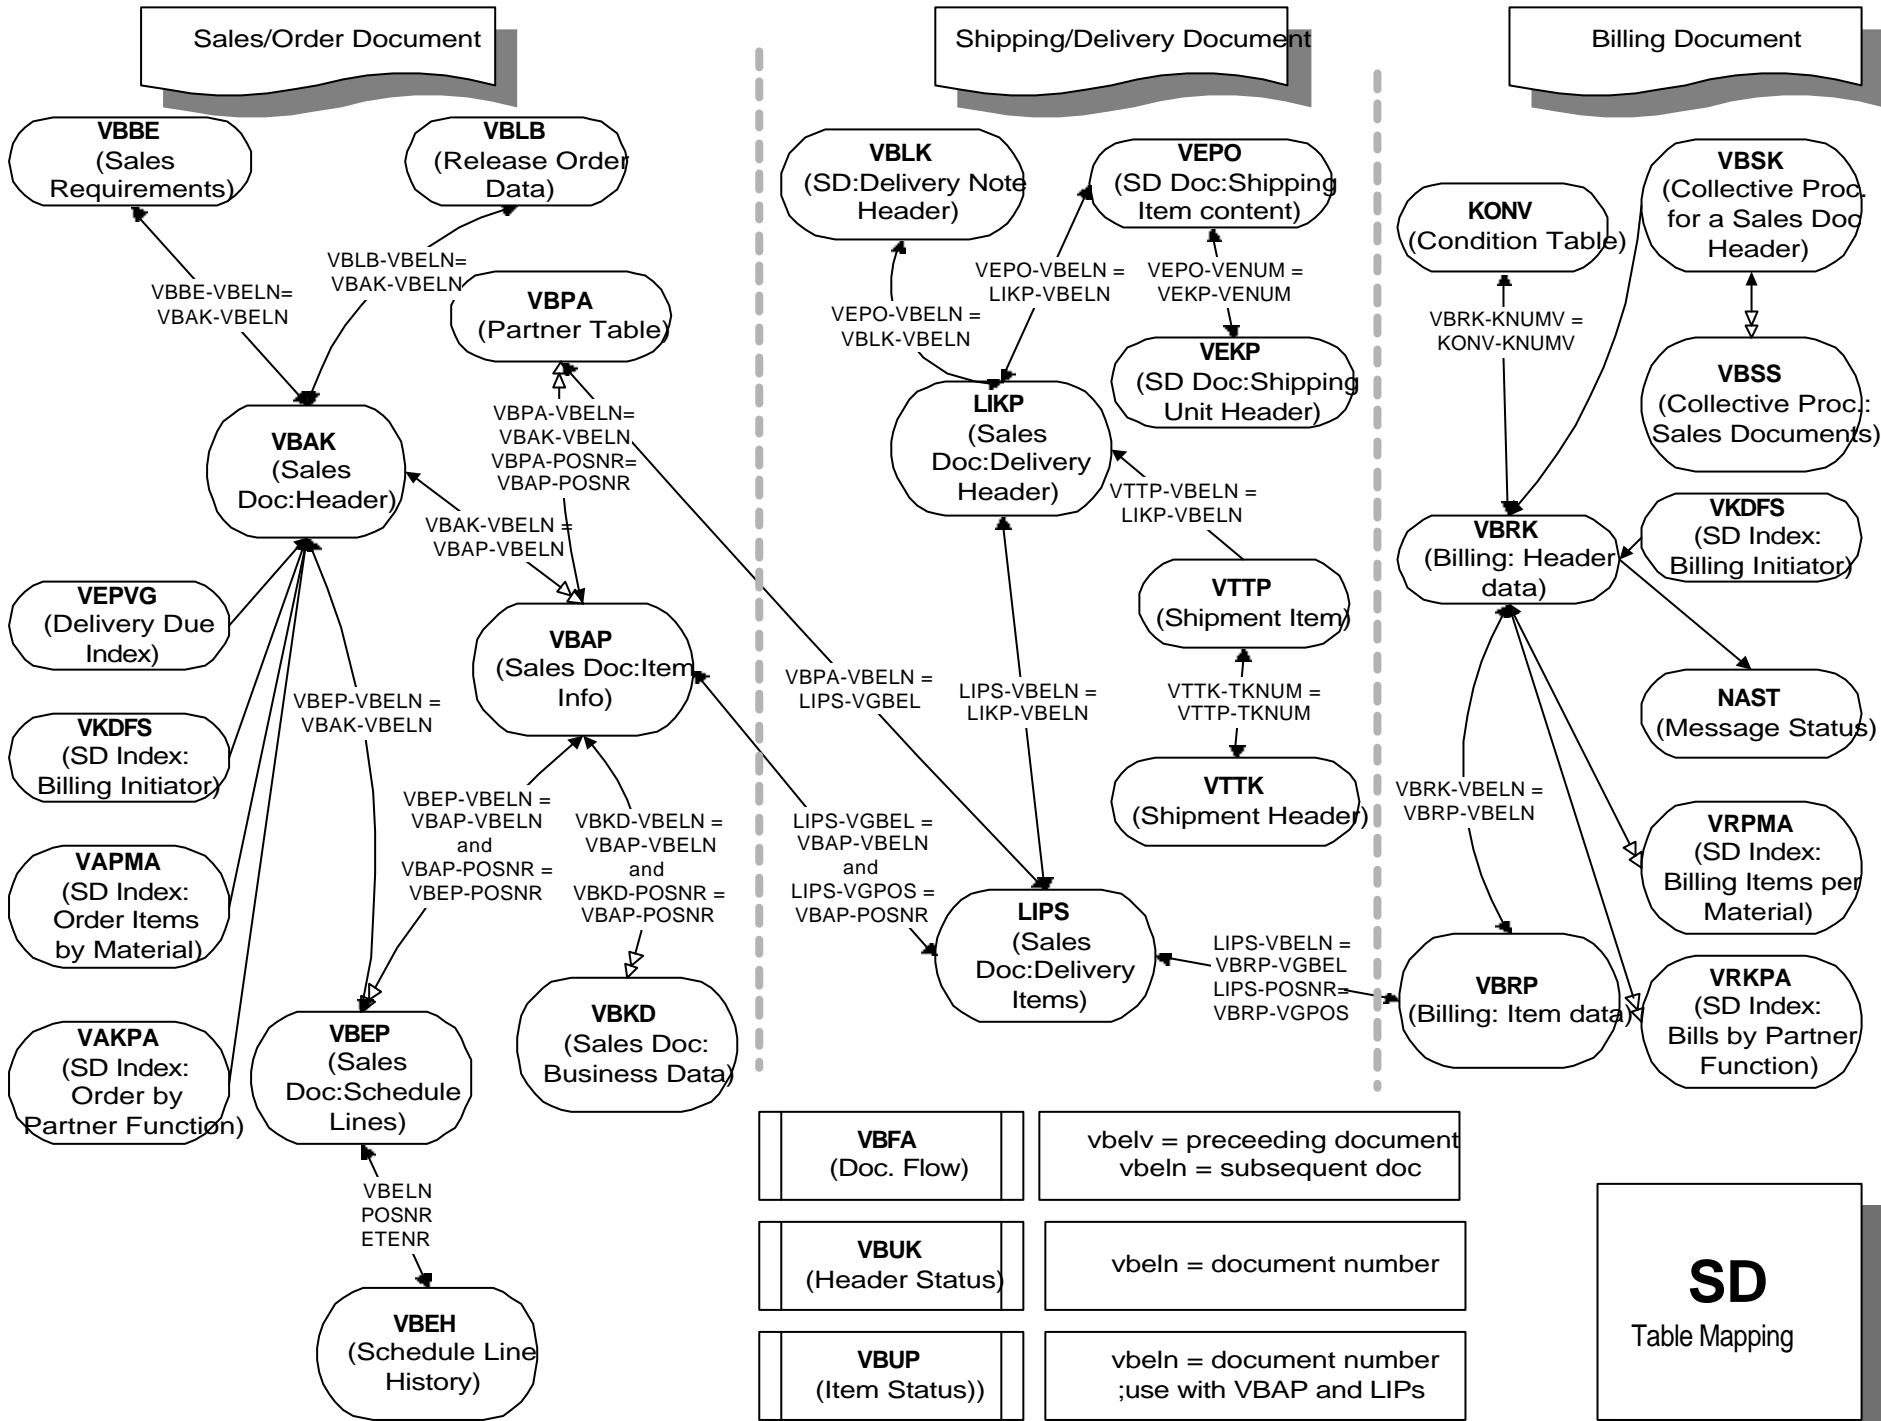 Sales/Order Document
Shipping/Delivery Document
Billing Document
VBBE
(Sales
Requirements)
VBLB
(Release Order
Data)
VBLB-VBELN=
VBAK-VBELN
VBBE-VBELN=
VBAK-VBELN
VBPA
(Partner Table)
VBPA-VBELN=
VBAK-VBELN
VBPA-POSNR=
VBAP-POSNR
VBAK
(Sales
Doc:Header)
VBAK-VBELN =
VBAP-VBELN
VEPVG
(Delivery Due
Index)
VBAP
(Sales Doc:Item
Info)
VBEP-VBELN =
VBAK-VBELN
VKDFS
(SD Index:
Billing Initiator)
VBEP-VBELN =
VBAP-VBELN
and
VBAP-POSNR =
VBEP-POSNR
VBKD-VBELN =
VBAP-VBELN
and
VBKD-POSNR =
VBAP-POSNR
VAPMA
(SD Index:
Order Items
by Material)
VAKPA
(SD Index:
Order by
Partner Function)
VBEP
(Sales
Doc:Schedule
Lines)
VBKD
(Sales Doc:
Business Data)
VBELN
POSNR
ETENR
VBEH
(Schedule Line
History)
VBLK
(SD:Delivery Note
Header)
VEPO
(SD Doc:Shipping
Item content)
VEPO-VBELN =
LIKP-VBELN
VEPO-VENUM =
VEKP-VENUM
VEPO-VBELN =
VBLK-VBELN
VEKP
(SD Doc:Shipping
Unit Header)
LIKP
(Sales
Doc:Delivery
Header)
VTTP-VBELN =
LIKP-VBELN
VTTP
(Shipment Item)
VBPA-VBELN =
LIPS-VGBEL
LIPS-VBELN =
LIKP-VBELN
VTTK-TKNUM =
VTTP-TKNUM
VTTK
(Shipment Header)
LIPS-VGBEL =
VBAP-VBELN
and
LIPS-VGPOS =
VBAP-POSNR
LIPS
(Sales
Doc:Delivery
Items)
LIPS-VBELN =
VBRP-VGBEL
LIPS-POSNR=
VBRP-VGPOS
KONV
(Condition Table)
VBSK
(Collective Proc.
for a Sales Doc
Header)
VBRK-KNUMV =
KONV-KNUMV
VBSS
(Collective Proc.:
Sales Documents)
VBRK
(Billing: Header
data)
VKDFS
(SD Index:
Billing Initiator)
NAST
(Message Status)
VBRK-VBELN =
VBRP-VBELN
VRPMA
(SD Index:
Billing Items per
Material)
VBRP
(Billing: Item data)
VRKPA
(SD Index:
Bills by Partner
Function)
VBFA
(Doc. Flow)
vbelv = preceeding document
vbeln = subsequent doc
VBUK
(Header Status)
vbeln = document number
VBUP
(Item Status))
vbeln = document number
;use with VBAP and LIPs
SD
Table Mapping